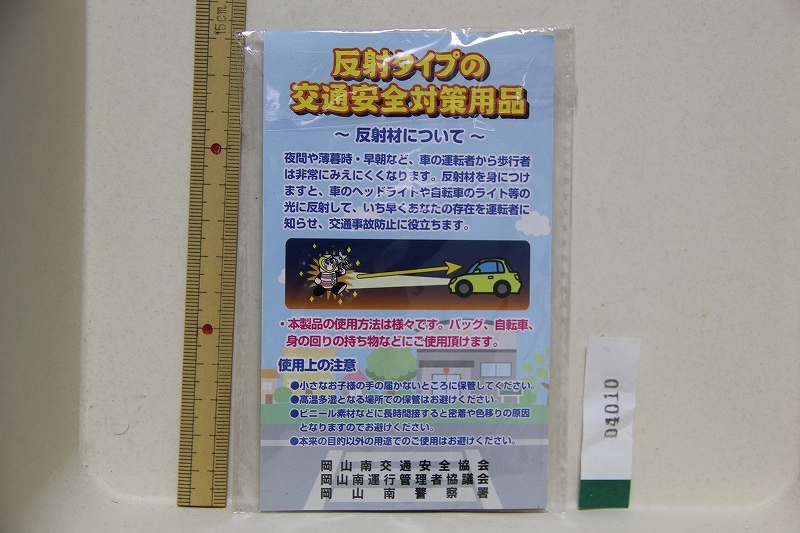 15cm
反射タイプの
交通安全対策用品
～ 反射材について ～
夜間や薄暮時・早朝など、車の運転者から歩行者
は非常にみえにくくなります。反射材を身につけ
ますと、車のヘッドライトや自転車のライト等の
光に反射して、いち早くあなたの存在を運転者に
知らせ、交通事故防止に役立ちます。
・本製品の使用方法は様々です。バッグ、自転車、
身の回りの持ち物などにご使用頂けます。
使用上の注意
●小さなお子様の手の届かないところに保管してください。
●高温多湿となる場所での保管はお避けください。
●ビニール素材などに長時間接すると密着や色移りの原因
となりますのでお避けください。
●本来の目的以外の用途でのご使用はお避けください。
岡山南交通安全協会
岡山南運行管理者協議会
岡山南警察署
D4010